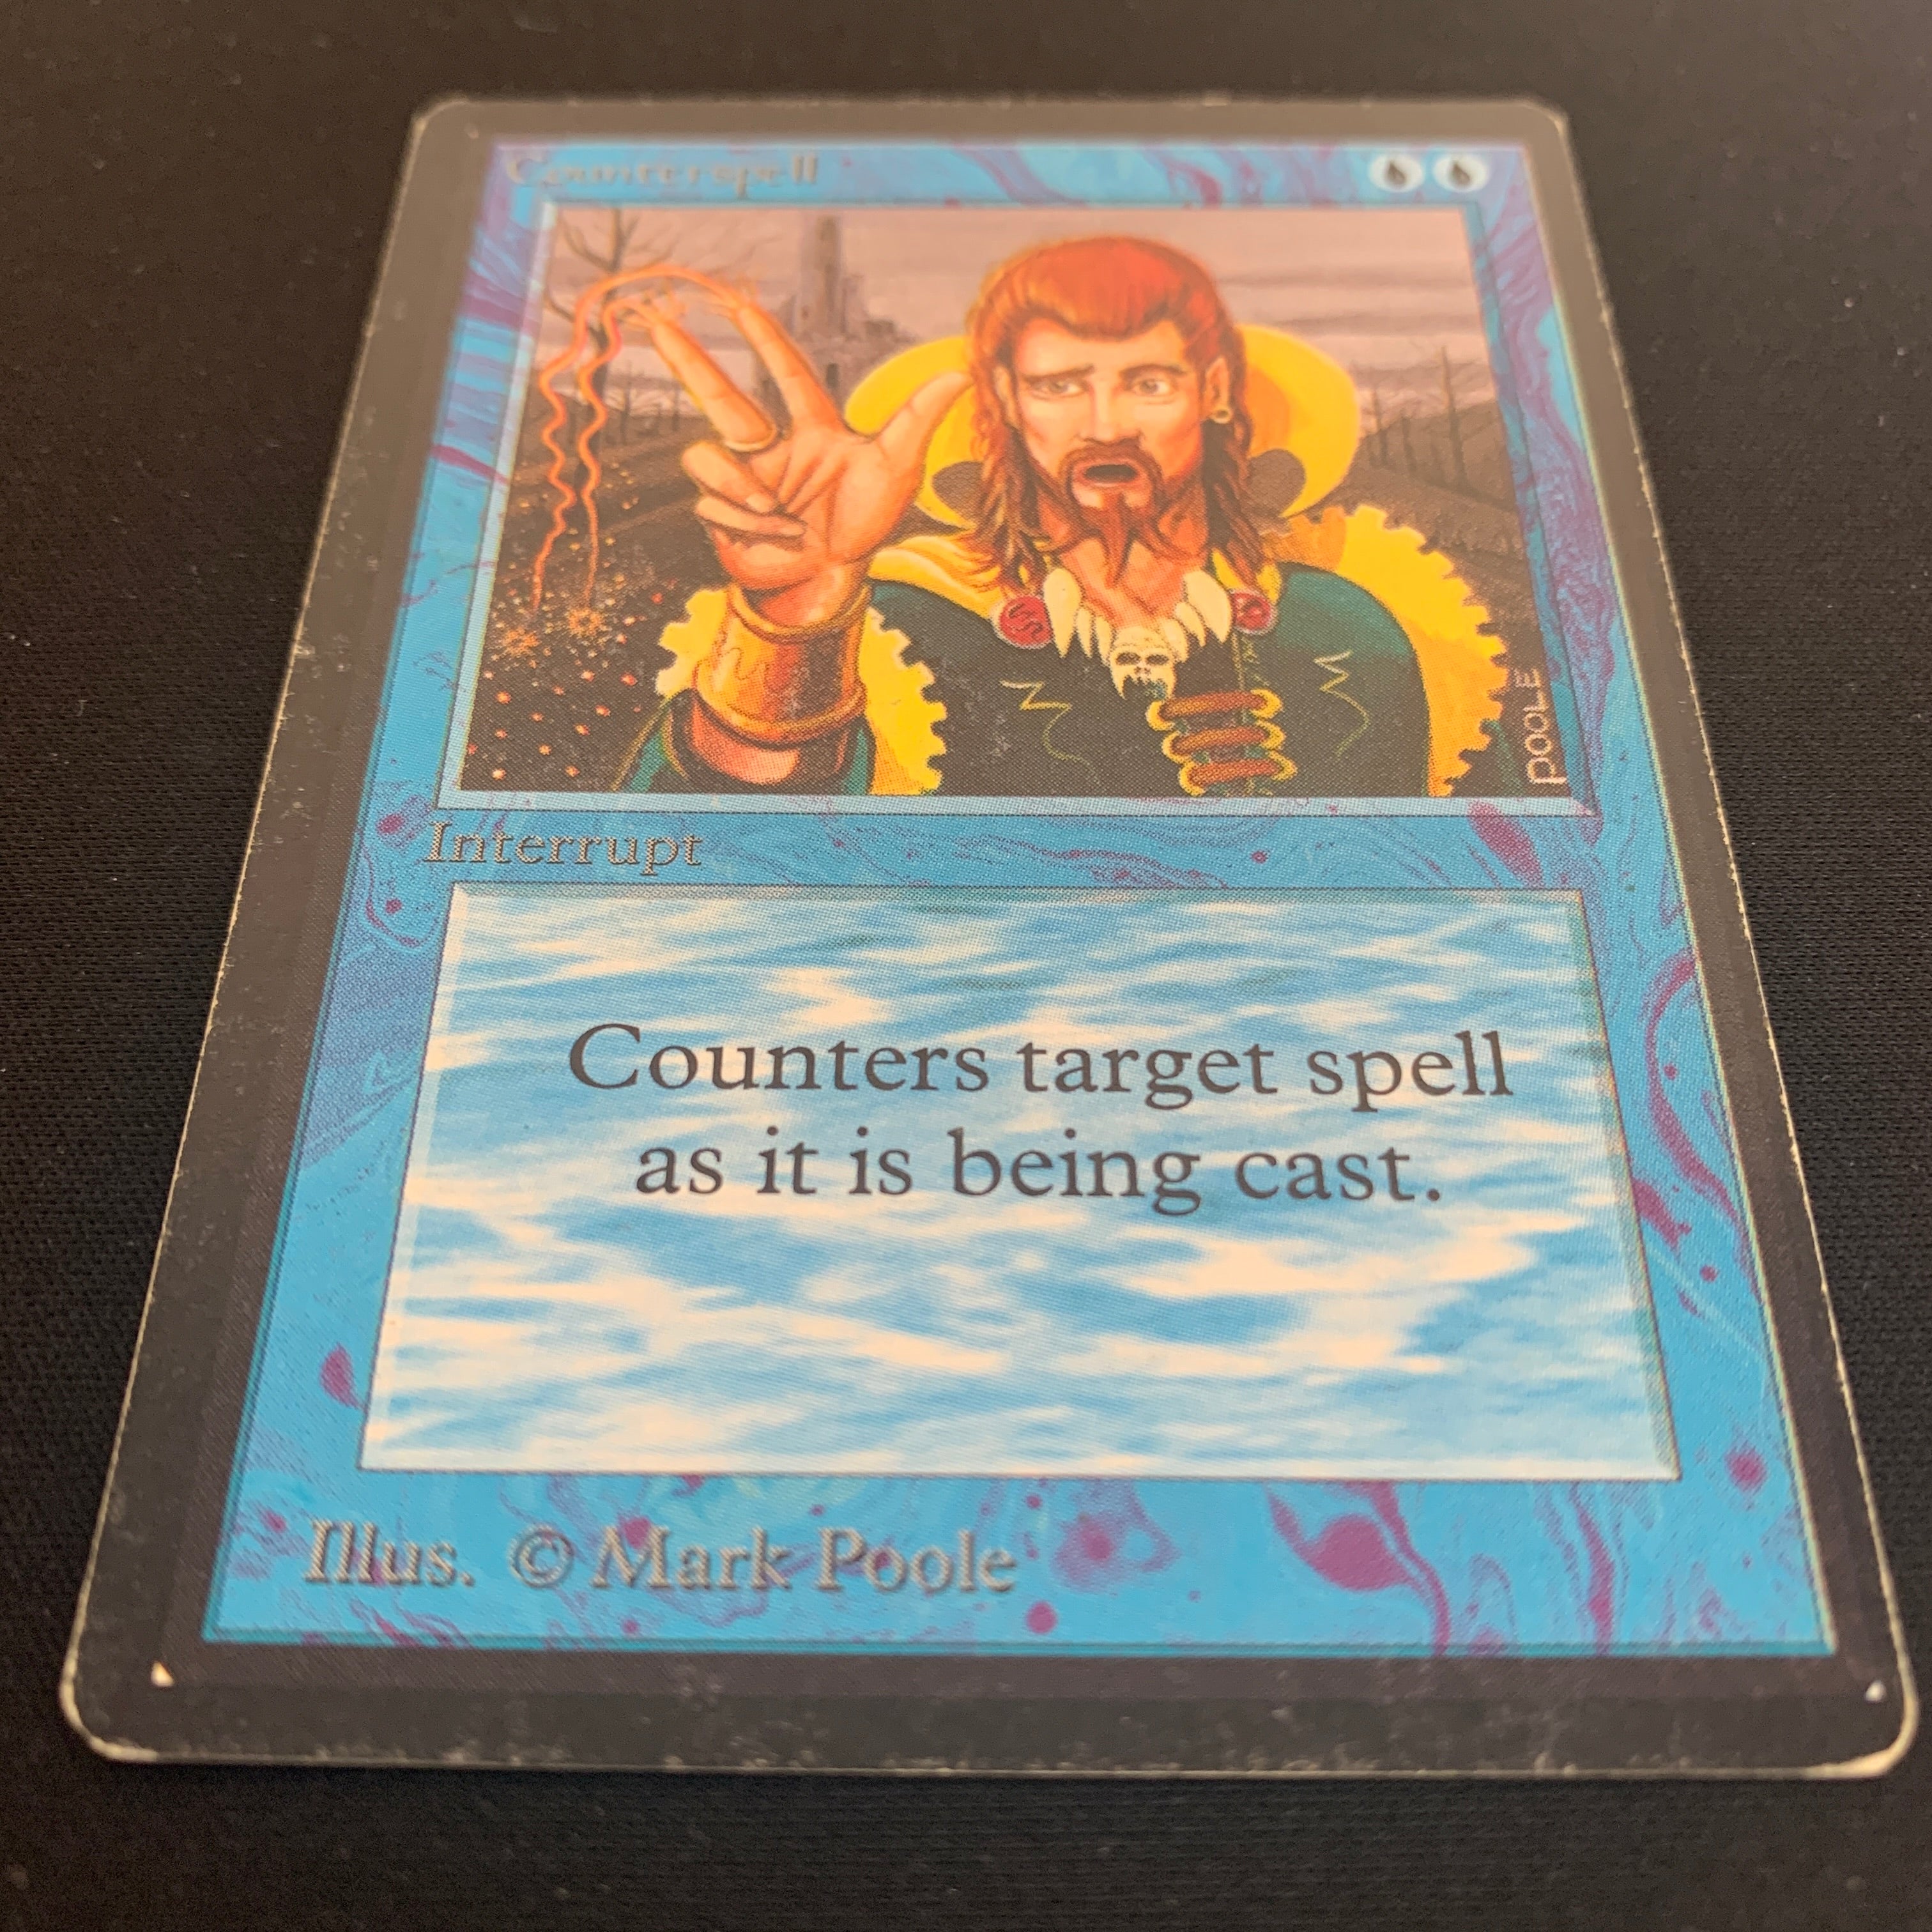 Counterspell
POOLE
Interrupt
Counters target spell
as it is being cast.
Illus. © Mark Poole